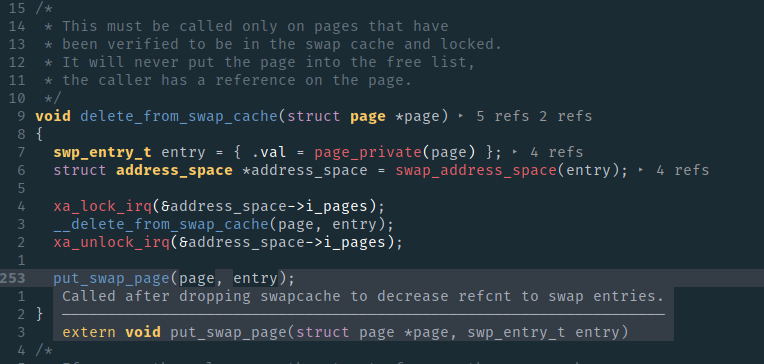 15 /*
14  * This must be called only on pages that have
13  * been verified to be in the swap cache and locked.
12  * It will never put the page into the free list,
11  * the caller has a reference on the page.
10  */
9 void delete_from_swap_cache(struct page *page) ‣ 5 refs 2 refs
8 {
7   swp_entry_t entry = { .val = page_private(page) }; ‣ 4 refs
6   struct address_space *address_space = swap_address_space(entry); ‣ 4 refs
5
4   xa_lock_irq(&address_space->i_pages);
3   __delete_from_swap_cache(page, entry);
2   xa_unlock_irq(&address_space->i_pages);
1
253   put_swap_page(page, entry);
1   Called after dropping swapcache to decrease refcnt to swap entries.
2 }
3   extern void put_swap_page(struct page *page, swp_entry_t entry)
4 /*